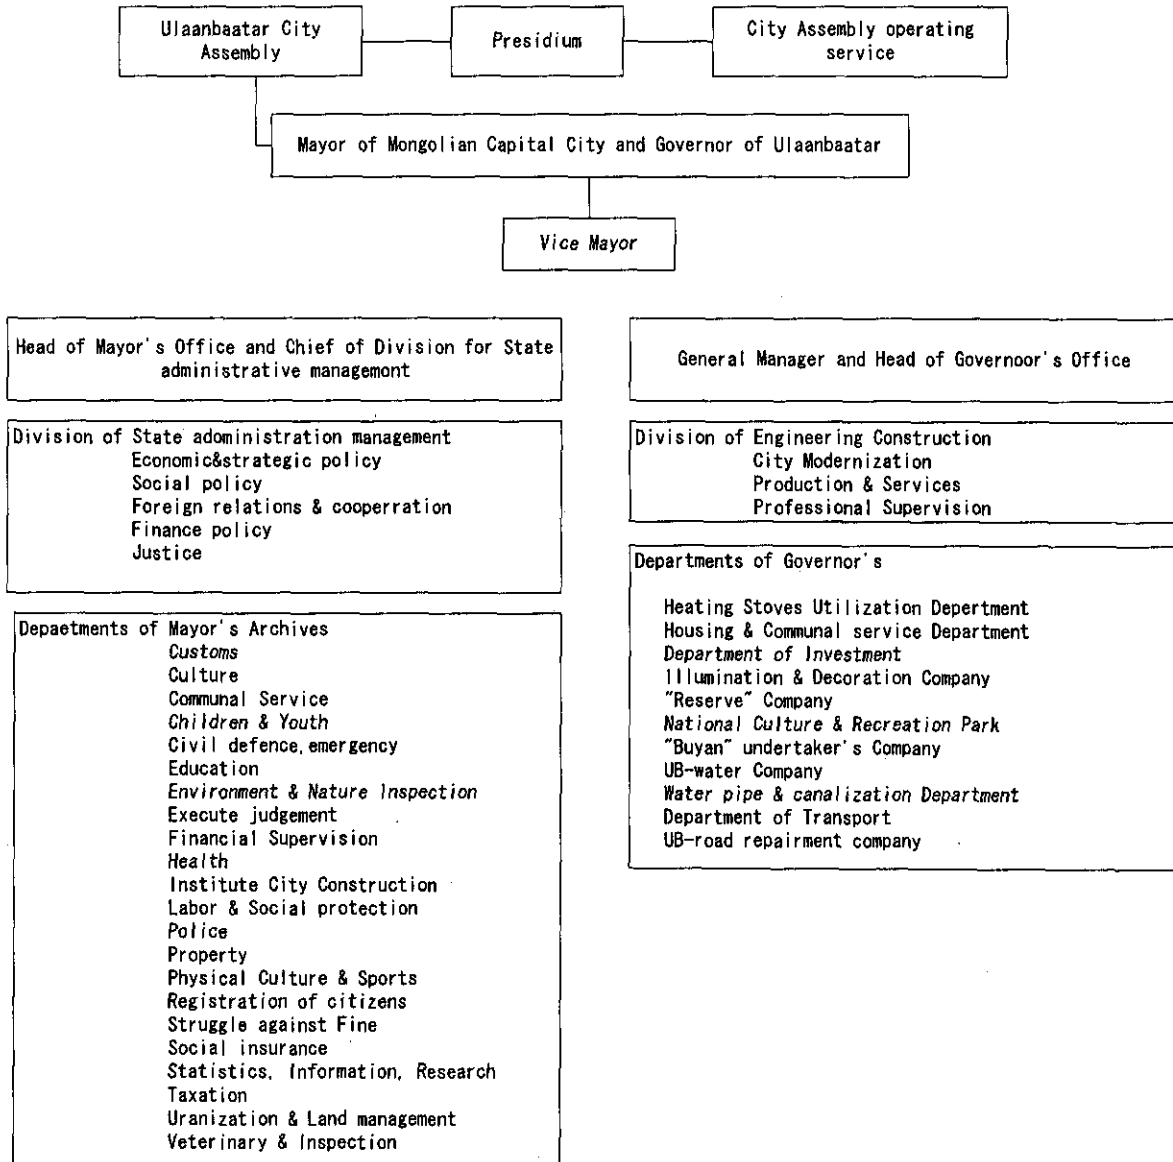 Ulaanbaatar City
Assembly
Presidium
City Assembly operating
service
Mayor of Mongolian Capital City and Governor of Ulaanbaatar
Vice Mayor
Head of Mayor's Office and Chief of Division for State
administrative managemont
General Manager and Head of Governoor's Office
Division of State adoministration management
Economic&strategic policy
Social policy
Foreign relations & cooperration
Finance policy
Justice
Division of Engineering Construction
City Modernization
Production & Services
Professional Supervision
Depaetments of Mayor's Archives
Customs
Culture
Communal Service
Children & Youth
Civil defence, emergency
Education
Environment & Nature Inspection
Execute judgement
Financial Supervision
Health
Institute City Construction
Labor & Social protection
Police
Property
Physical Culture & Sports
Registration of citizens
Struggle against Fine
Social insurance
Statistics, Information, Research
Taxation
Uranization & Land management
Veterinary & Inspection
Departments of Governor's
Heating Stoves Utilization Depertment
Housing & Communal service Department
Department of Investment
Illumination & Decoration Company
"Reserve" Company
National Culture & Recreation Park
"Buyan" undertaker's Company
UB-water Company
Water pipe & canalization Department
Department of Transport
UB-road repairment company